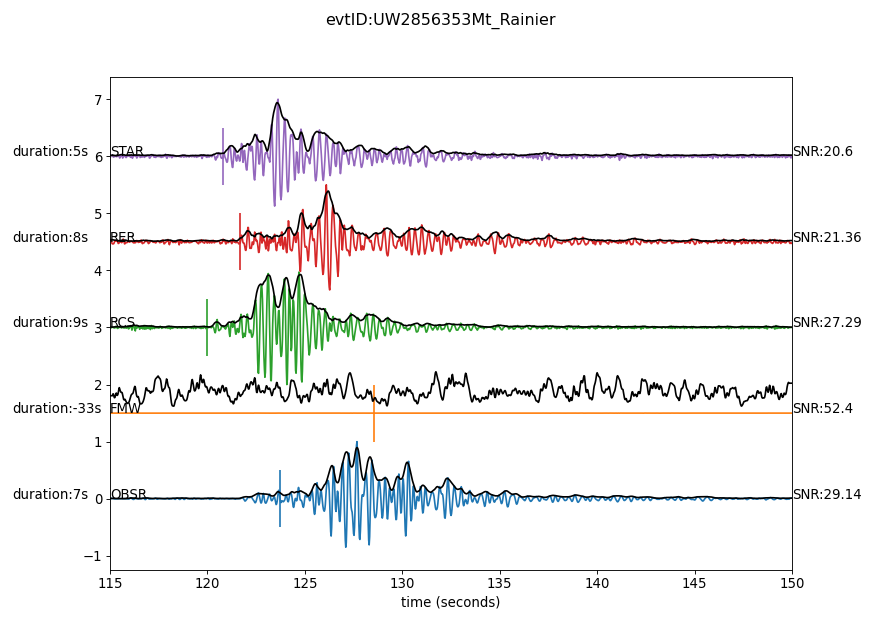 evtID:UW2856353Mt_Rainier
7
duration:5s STAR SNR:20.6
6
5
duration:8s RER SNR:21.36
4
duration:9s RCS SNR:27.29
3
2
duration:-33s FMW SNR:52.4
1
duration:7s OBSR SNR:29.14
0
−1
115 120 125 130 135 140 145 150
time (seconds)